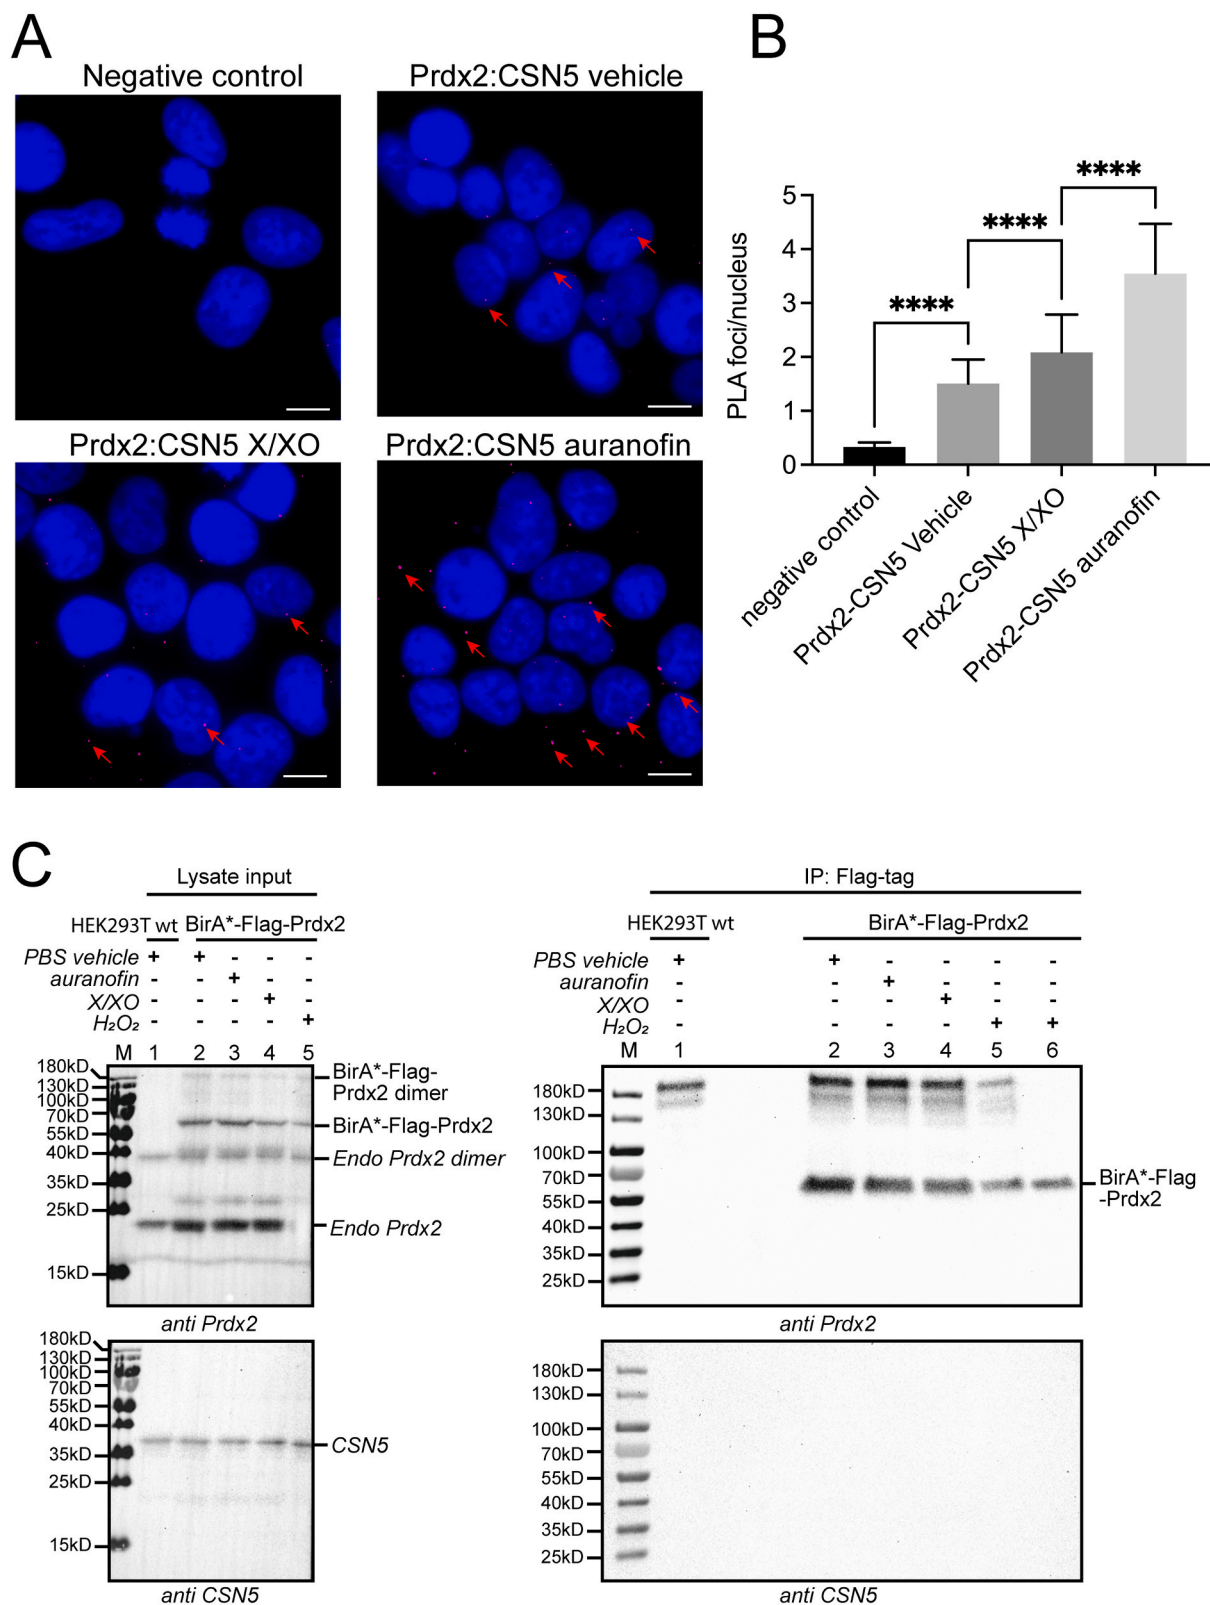 A
Negative control
Prdx2:CSN5 vehicle
Prdx2:CSN5 X/XO
Prdx2:CSN5 auranofin
B
PLA foci/nucleus
5
4
3
2
1
0
****
****
****
negative control
Prdx2-CSN5 Vehicle
Prdx2-CSN5 X/XO
Prdx2-CSN5 auranofin
C
Lysate input
HEK293T wt BirA*-Flag-Prdx2
PBS vehicle + + - - -
auranofin - - + - -
X/XO - - - + -
H₂O₂ - - - - +
M 1 2 3 4 5
180kD
130kD
100kD
70kD
55kD
40kD
35kD
25kD
15kD
BirA*-Flag-
Prdx2 dimer
BirA*-Flag-Prdx2
Endo Prdx2 dimer
Endo Prdx2
anti Prdx2
180kD
130kD
100kD
70kD
55kD
40kD
35kD
25kD
15kD
CSN5
anti CSN5
IP: Flag-tag
HEK293T wt BirA*-Flag-Prdx2
PBS vehicle + + - - - -
auranofin - - + - - -
X/XO - - - + - -
H₂O₂ - - - - + +
M 1 2 3 4 5 6
180kD
130kD
100kD
70kD
55kD
40kD
35kD
25kD
BirA*-Flag
-Prdx2
anti Prdx2
180kD
130kD
100kD
70kD
55kD
40kD
35kD
25kD
anti CSN5